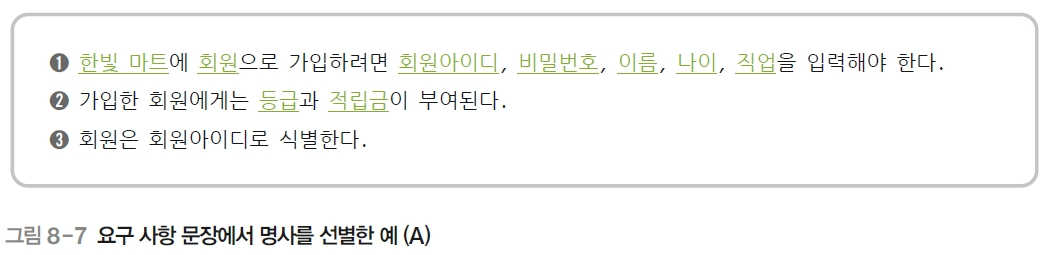 ❶ 한빛 마트에 회원으로 가입하려면 회원아이디, 비밀번호, 이름, 나이, 직업을 입력해야 한다.
❷ 가입한 회원에게는 등급과 적립금이 부여된다.
❸ 회원은 회원아이디로 식별한다.
그림 8-7 요구 사항 문장에서 명사를 선별한 예 (A)